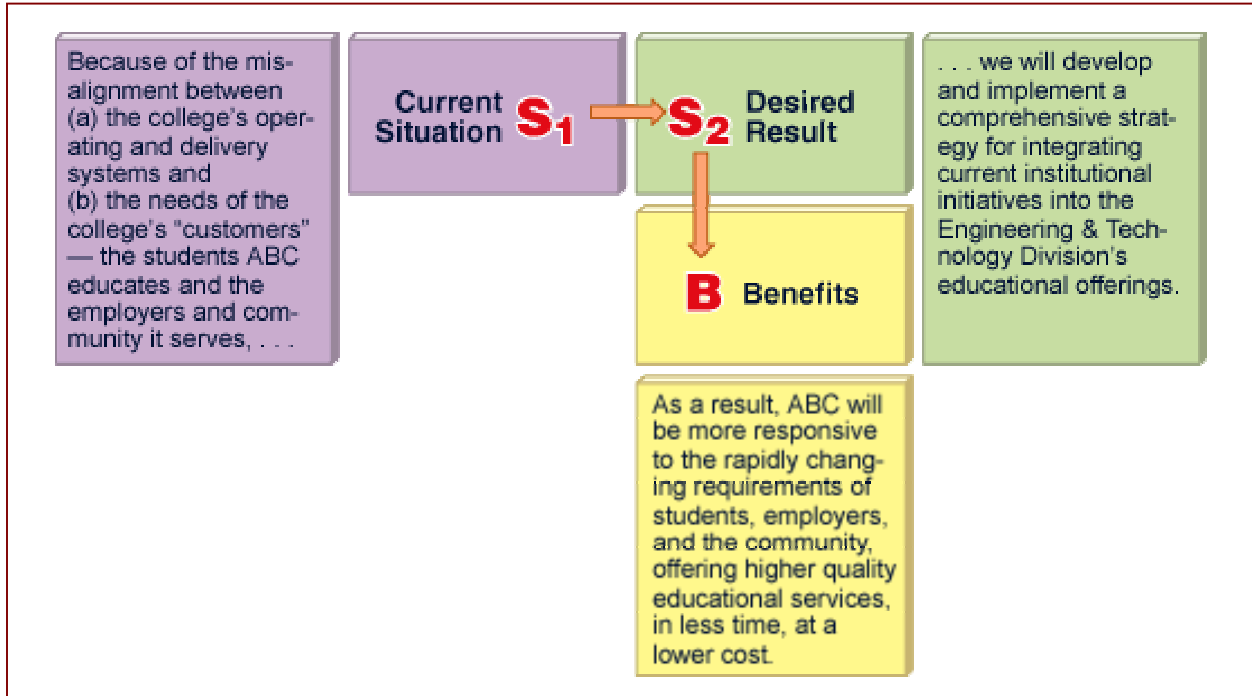 Because of the mis-
alignment between
(a) the college's oper-
ating and delivery
systems and
(b) the needs of the
college's "customers"
— the students ABC
educates and the
employers and com-
munity it serves, . . .
Current
Situation
S1
S2
Desired
Result
B Benefits
. . . we will develop
and implement a
comprehensive strat-
egy for integrating
current institutional
initiatives into the
Engineering & Tech-
nology Division's
educational offerings.
As a result, ABC will
be more responsive
to the rapidly chang-
ing requirements of
students, employers,
and the community,
offering higher quality
educational services,
in less time, at a
lower cost.